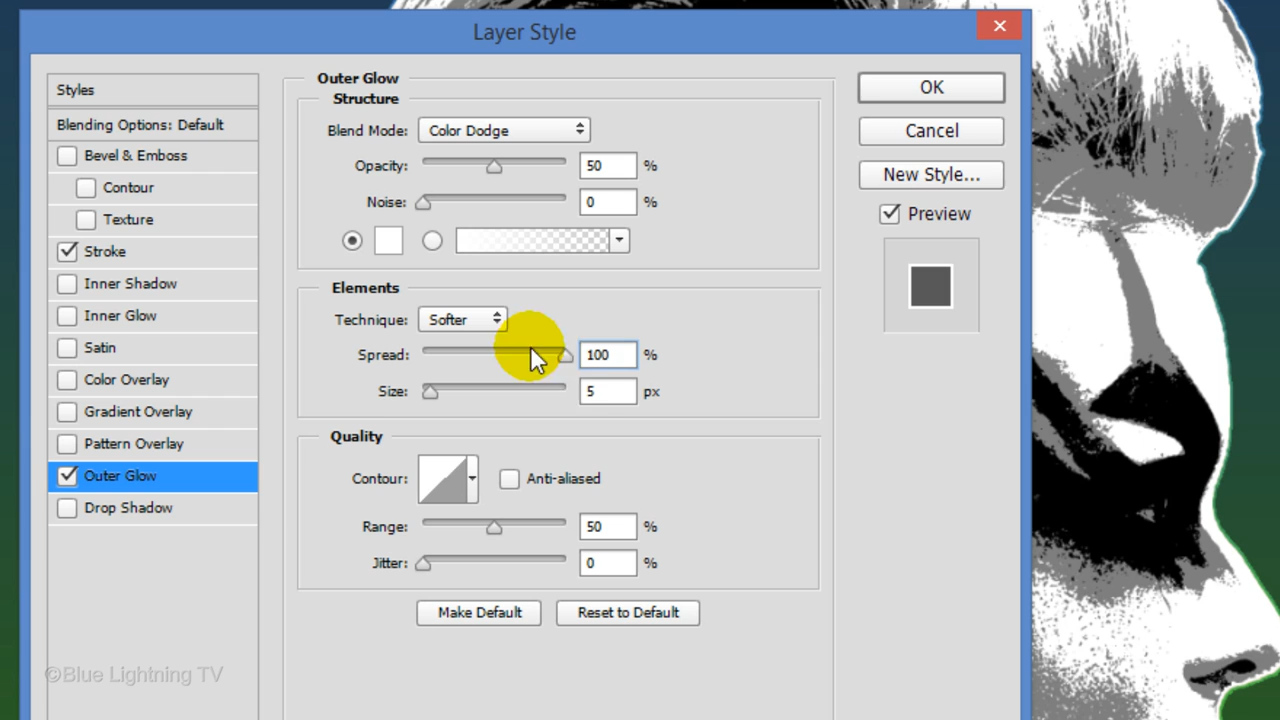 Layer Style
Styles
Blending Options: Default
Bevel & Emboss
Contour
Texture
Stroke
Inner Shadow
Inner Glow
Satin
Color Overlay
Gradient Overlay
Pattern Overlay
Outer Glow
Drop Shadow
Outer Glow
Structure
Blend Mode: Color Dodge
Opacity: 50 %
Noise: 0 %
Elements
Technique: Softer
Spread: 100 %
Size: 5 px
Quality
Contour: Anti-aliased
Range: 50 %
Jitter: 0 %
Make Default Reset to Default
OK
Cancel
New Style...
Preview
©Blue Lightning TV